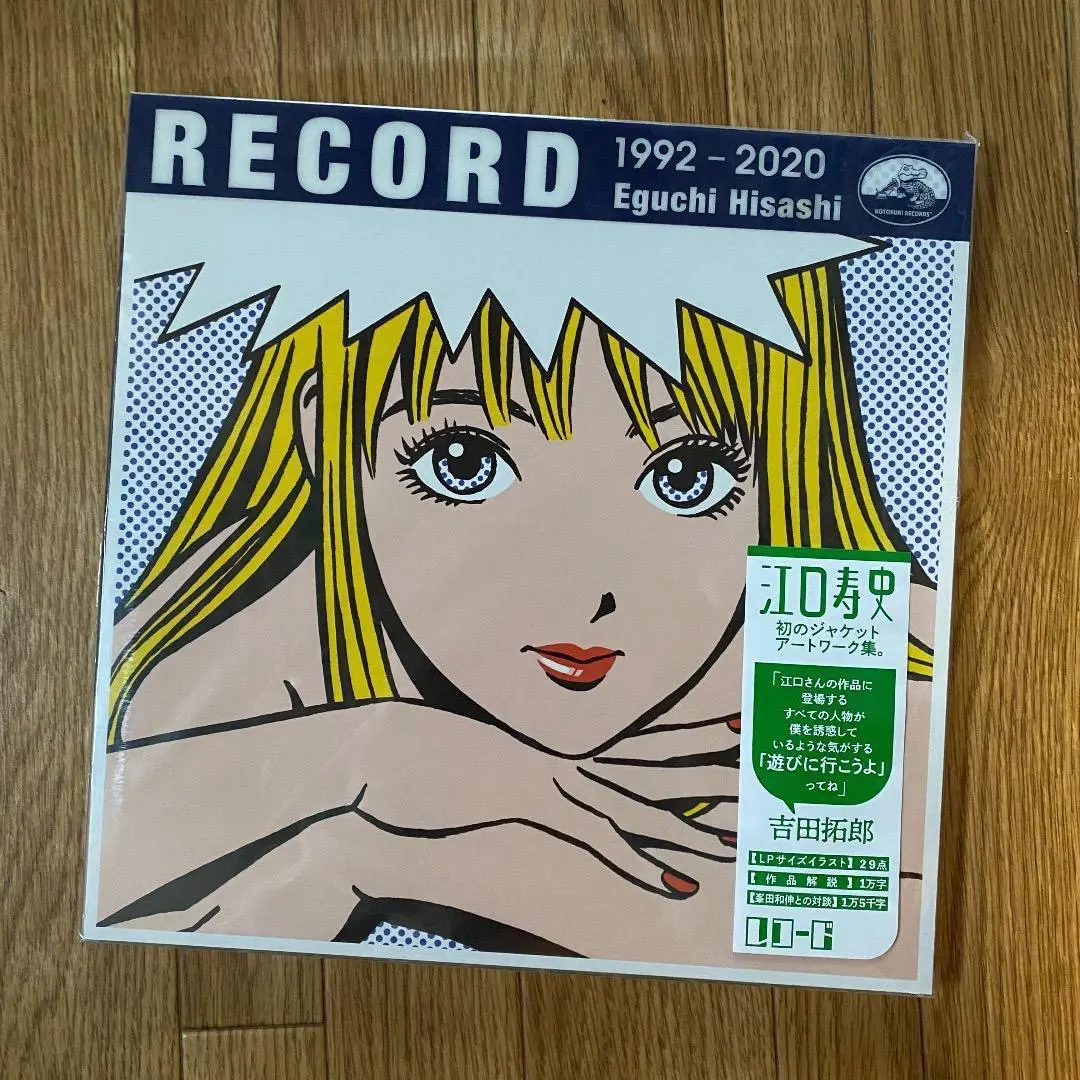 RECORD
1992 – 2020
Eguchi Hisashi
KOTOBUKI RECORDS
江口寿史
初のジャケット
アートワーク集。
「江口さんの作品に
登場する
すべての人物が
僕を誘惑して
いるような気がする
「遊びに行こうよ」
ってね」
吉田拓郎
【LPサイズイラスト】29点
【作品解説】1万字
【峯田和伸との対談】1万5千字
レコード